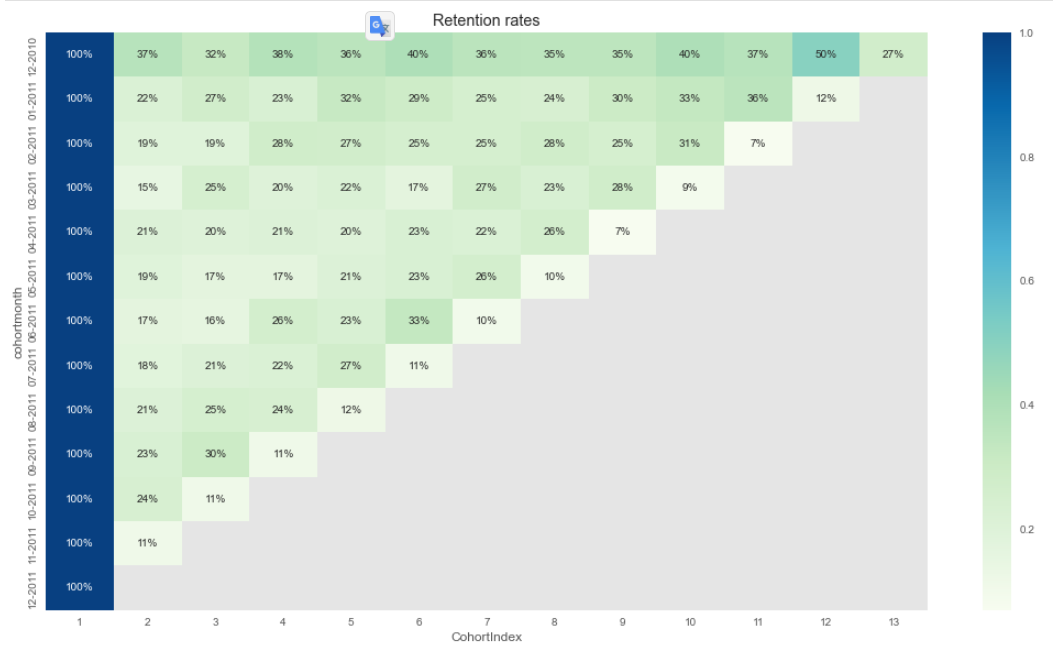 Retention rates
12-2010 100% 37% 32% 38% 36% 40% 36% 35% 35% 40% 37% 50% 27%
01-2011 100% 22% 27% 23% 32% 29% 25% 24% 30% 33% 36% 12%
02-2011 100% 19% 19% 28% 27% 25% 25% 28% 25% 31% 7%
03-2011 100% 15% 25% 20% 22% 17% 27% 23% 28% 9%
04-2011 100% 21% 20% 21% 20% 23% 22% 26% 7%
05-2011 100% 19% 17% 17% 21% 23% 26% 10%
06-2011 100% 17% 16% 26% 23% 33% 10%
07-2011 100% 18% 21% 22% 27% 11%
08-2011 100% 21% 25% 24% 12%
09-2011 100% 23% 30% 11%
10-2011 100% 24% 11%
11-2011 100% 11%
12-2011 100%
cohortmonth
1 2 3 4 5 6 7 8 9 10 11 12 13
CohortIndex
1.0
0.8
0.6
0.4
0.2
G